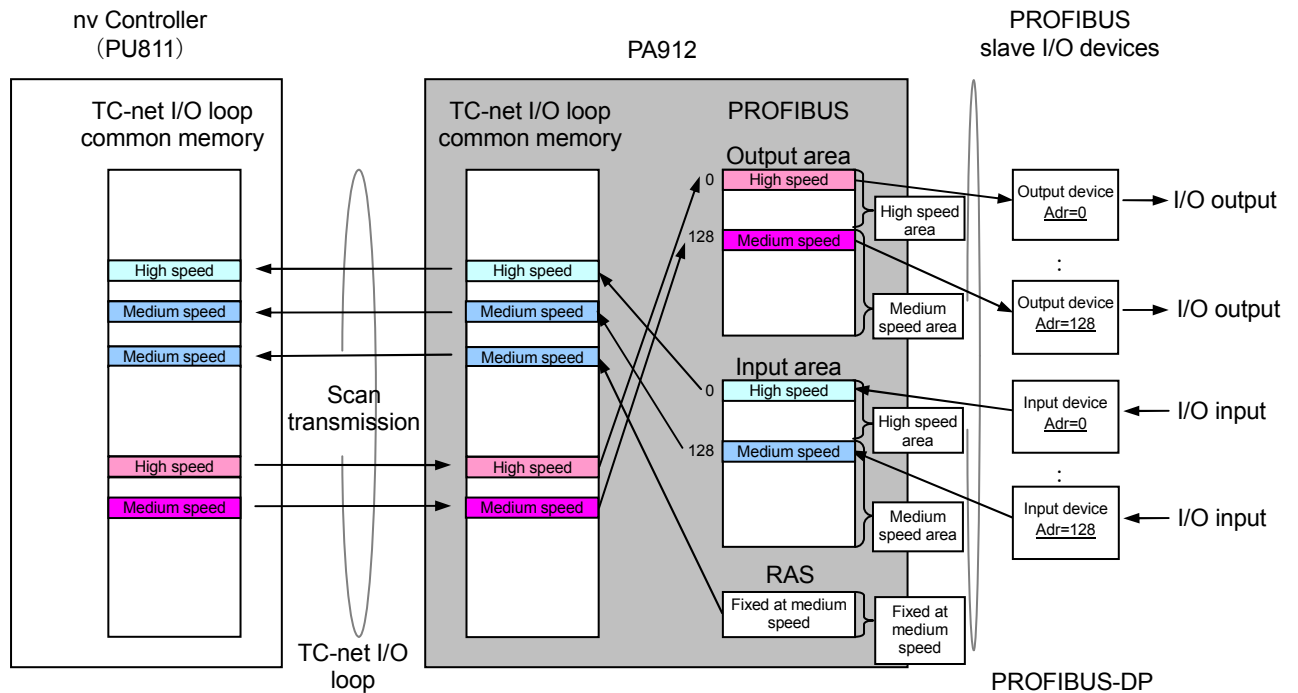 nv Controller
（PU811）
PA912
PROFIBUS
slave I/O devices
TC-net I/O loop
common memory
High speed
Medium speed
Medium speed
High speed
Medium speed
Scan
transmission
TC-net I/O
loop
TC-net I/O loop
common memory
High speed
Medium speed
Medium speed
High speed
Medium speed
PROFIBUS
Output area
0
High speed
128
Medium speed
High speed
area
Medium
speed area
Input area
0
High speed
128
Medium speed
High speed
area
Medium
speed area
RAS
Fixed at medium
speed
Fixed at
medium
speed
Output device
Adr=0
I/O output
:
Output device
Adr=128
I/O output
Input device
Adr=0
I/O input
:
Input device
Adr=128
I/O input
PROFIBUS-DP